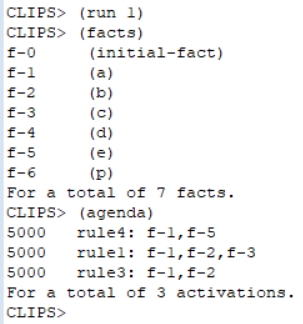 CLIPS> (run 1)
CLIPS> (facts)
f-0     (initial-fact)
f-1     (a)
f-2     (b)
f-3     (c)
f-4     (d)
f-5     (e)
f-6     (p)
For a total of 7 facts.
CLIPS> (agenda)
5000   rule4: f-1,f-5
5000   rule1: f-1,f-2,f-3
5000   rule3: f-1,f-2
For a total of 3 activations.
CLIPS>